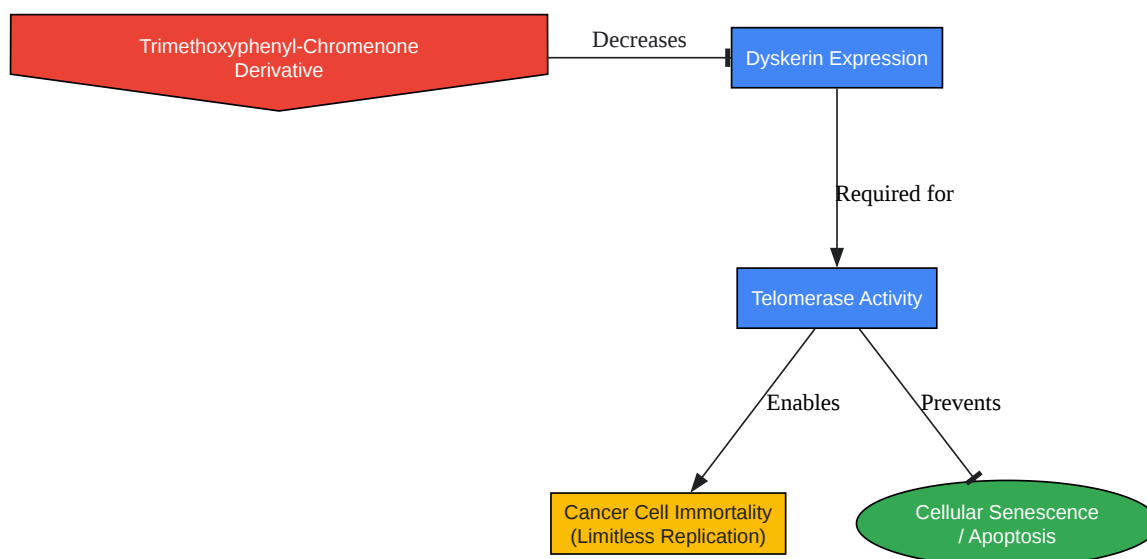 Trimethoxyphenyl-Chromenone
Derivative
Decreases
Dyskerin Expression
Required for
Telomerase Activity
Enables
Prevents
Cancer Cell Immortality
(Limitless Replication)
Cellular Senescence
/ Apoptosis